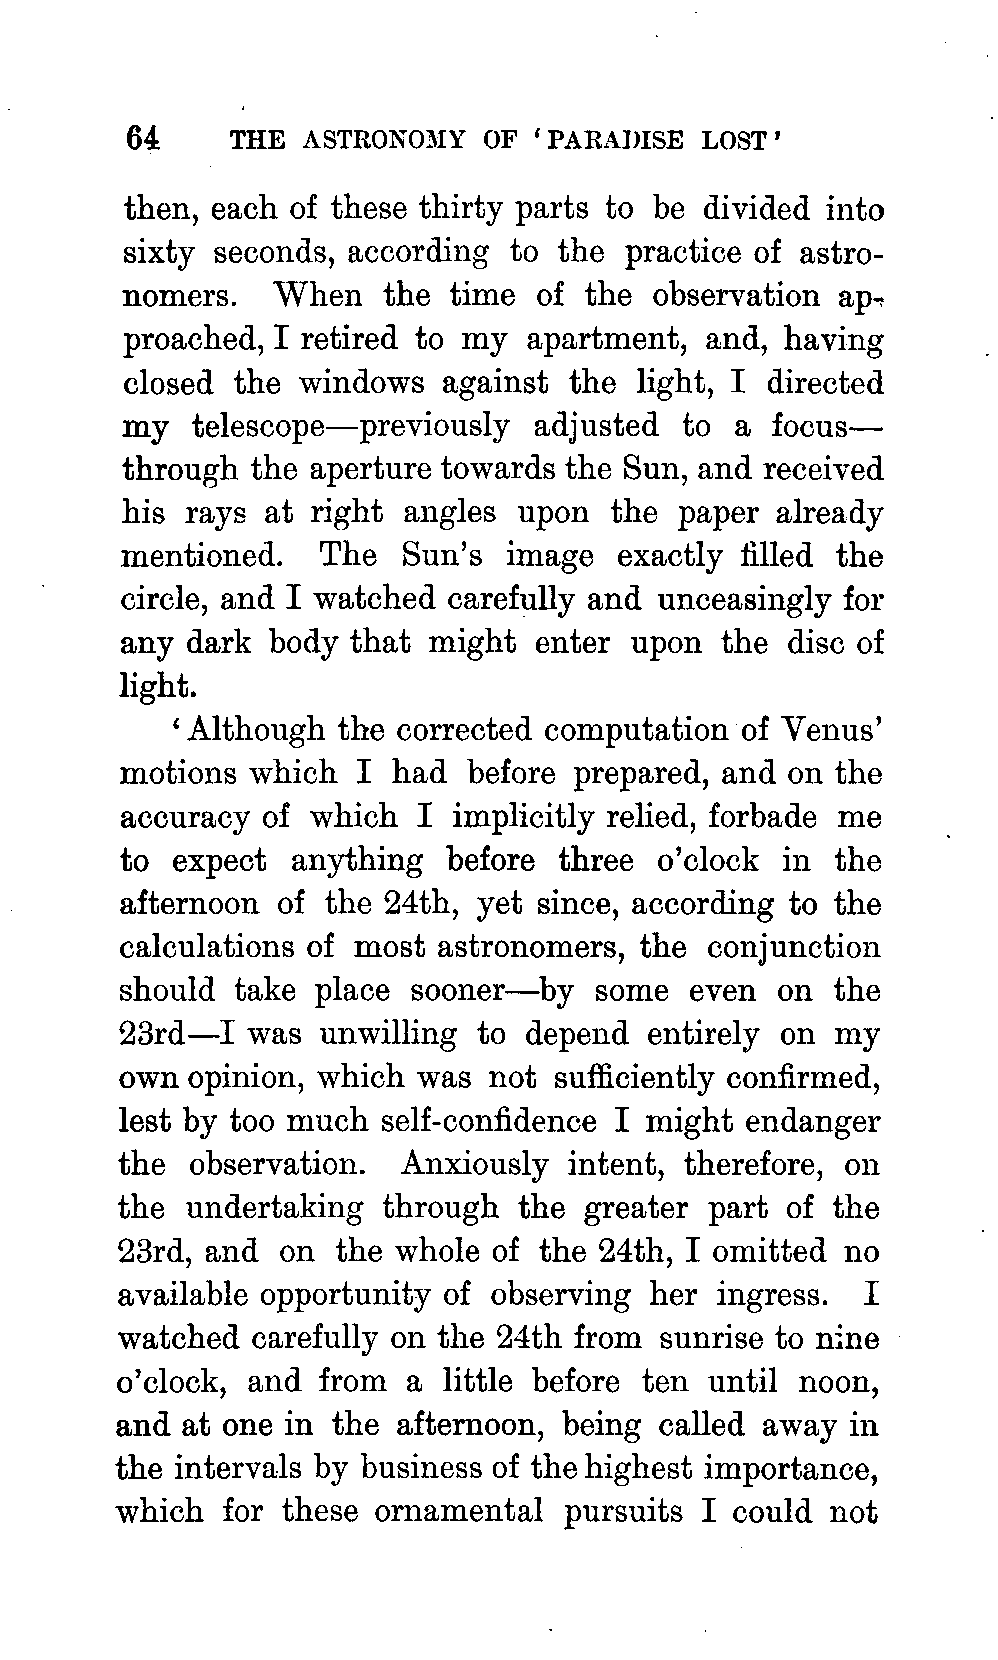 64 THE ASTRONOMY OF ‘PARADISE LOST’
then, each of these thirty parts to be divided into
sixty seconds, according to the practice of astro-
nomers. When the time of the observation ap-
proached, I retired to my apartment, and, having
closed the windows against the light, I directed
my telescope—previously adjusted to a focus—
through the aperture towards the Sun, and received
his rays at right angles upon the paper already
mentioned. The Sun’s image exactly filled the
circle, and I watched carefully and unceasingly for
any dark body that might enter upon the disc of
light.
‘Although the corrected computation of Venus’
motions which I had before prepared, and on the
accuracy of which I implicitly relied, forbade me
to expect anything before three o’clock in the
afternoon of the 24th, yet since, according to the
calculations of most astronomers, the conjunction
should take place sooner—by some even on the
23rd—I was unwilling to depend entirely on my
own opinion, which was not sufficiently confirmed,
lest by too much self-confidence I might endanger
the observation. Anxiously intent, therefore, on
the undertaking through the greater part of the
23rd, and on the whole of the 24th, I omitted no
available opportunity of observing her ingress. I
watched carefully on the 24th from sunrise to nine
o’clock, and from a little before ten until noon,
and at one in the afternoon, being called away in
the intervals by business of the highest importance,
which for these ornamental pursuits I could not